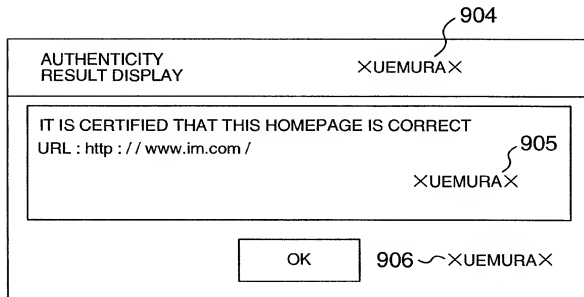 904
AUTHENTICITY
RESULT DISPLAY
×UEMURA×
IT IS CERTIFIED THAT THIS HOMEPAGE IS CORRECT
URL : http : / / www.im.com /
905
×UEMURA×
OK
906
×UEMURA×